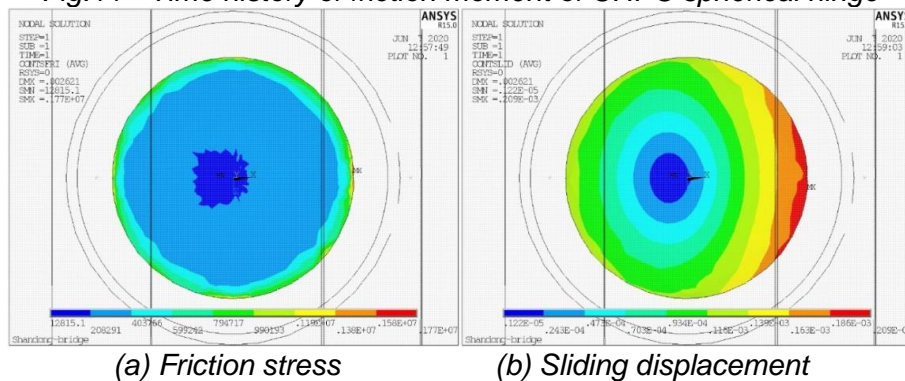 Fig.11 - Time history of friction moment of UHPC spherical hinge
NODAL SOLUTION
STEP=1
SUB =1
TIME=1
CONTSFRI (AVG)
RSYS=0
DMX =.002621
SMN =12815.1
SMX =.177E+07
ANSYS
R15.0
JUN 7 2020
12:57:49
PLOT NO. 1
MN
X
MX
12815.1 403766 794717 .119E+07 .158E+07
208291 599242 990193 .138E+07 .177E+07
Shandong-bridge
NODAL SOLUTION
STEP=1
SUB =1
TIME=1
CONTSLID (AVG)
RSYS=0
DMX =.002621
SMN =.122E-05
SMX =.209E-03
ANSYS
R15.0
JUN 7 2020
12:59:03
PLOT NO. 1
X
MX
.122E-05 .473E-04 .934E-04 .139E-03 .186E-03
.243E-04 .703E-04 .116E-03 .163E-03 .209E-03
Shandong-bridge
(a) Friction stress
(b) Sliding displacement